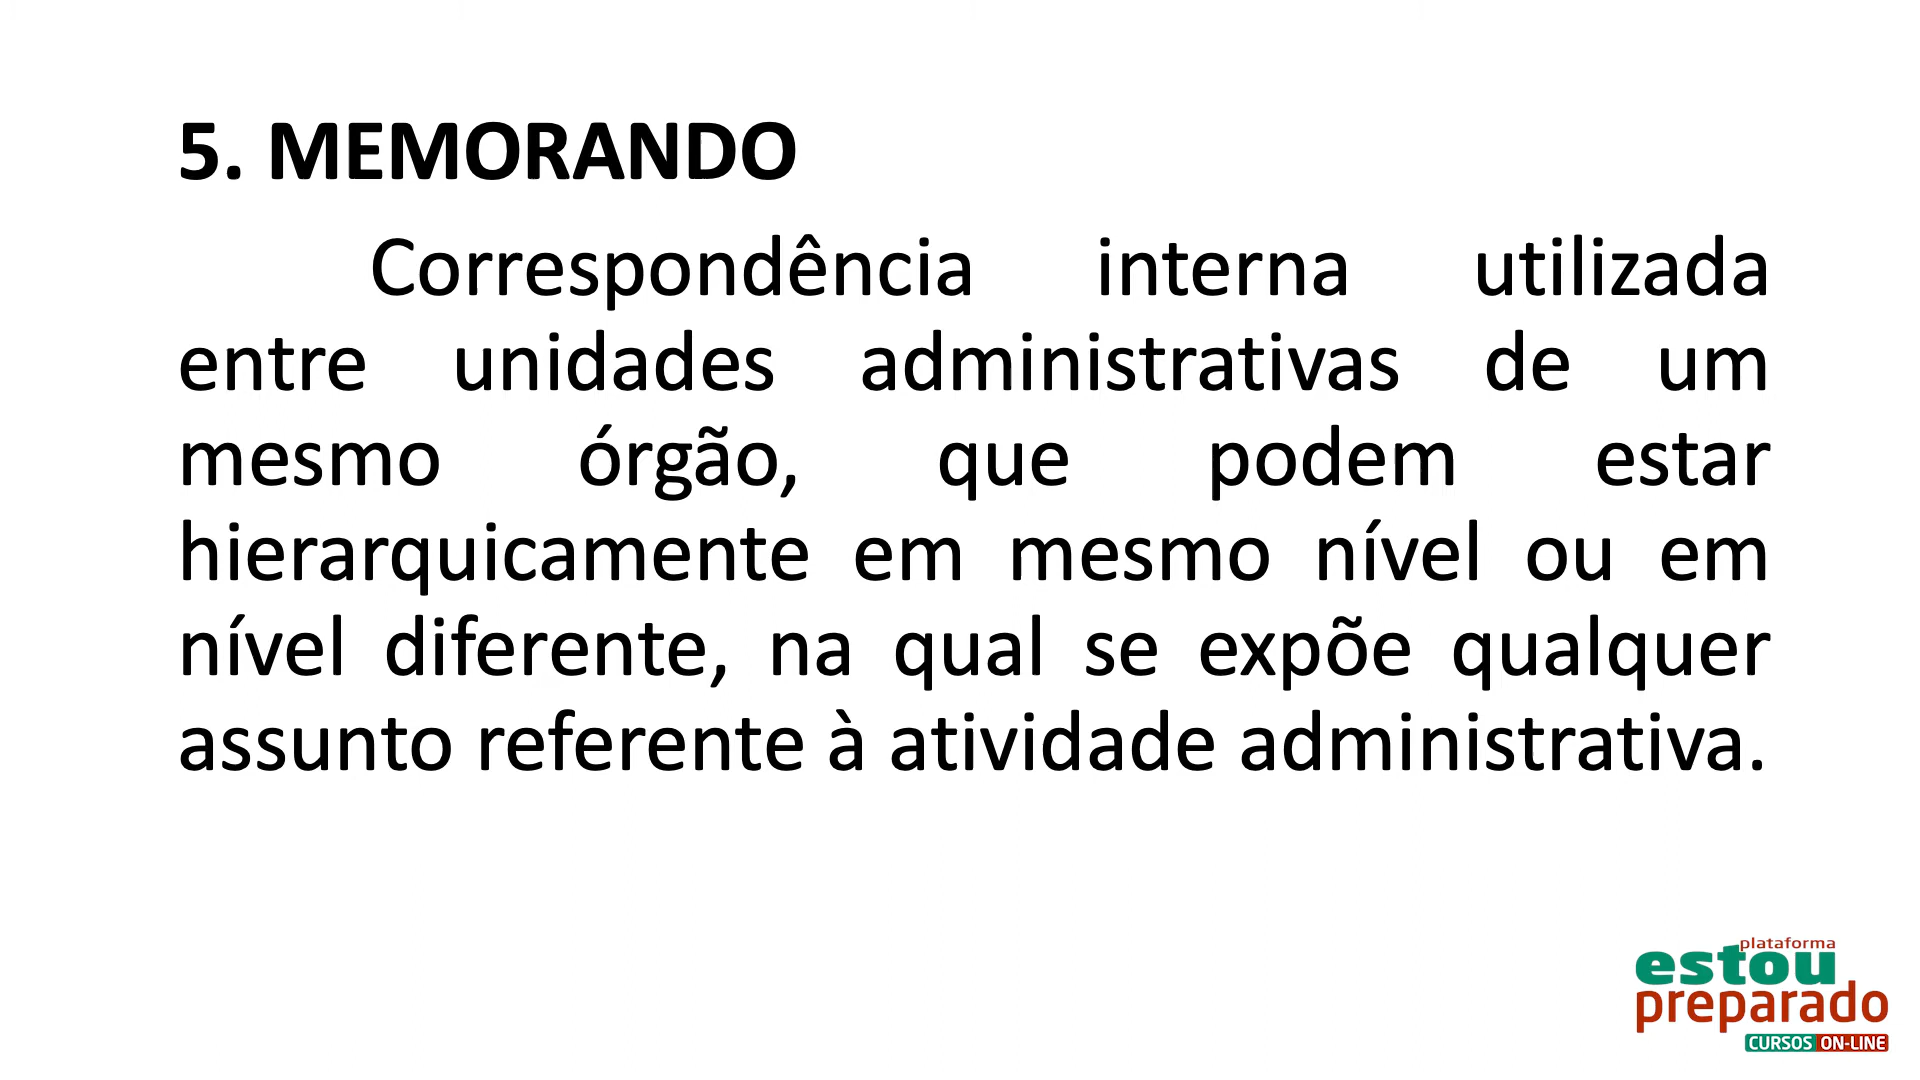 5. MEMORANDO
Correspondência interna utilizada
entre unidades administrativas de um
mesmo órgão, que podem estar
hierarquicamente em mesmo nível ou em
nível diferente, na qual se expõe qualquer
assunto referente à atividade administrativa.
plataforma
estou
preparado
CURSOS ON-LINE